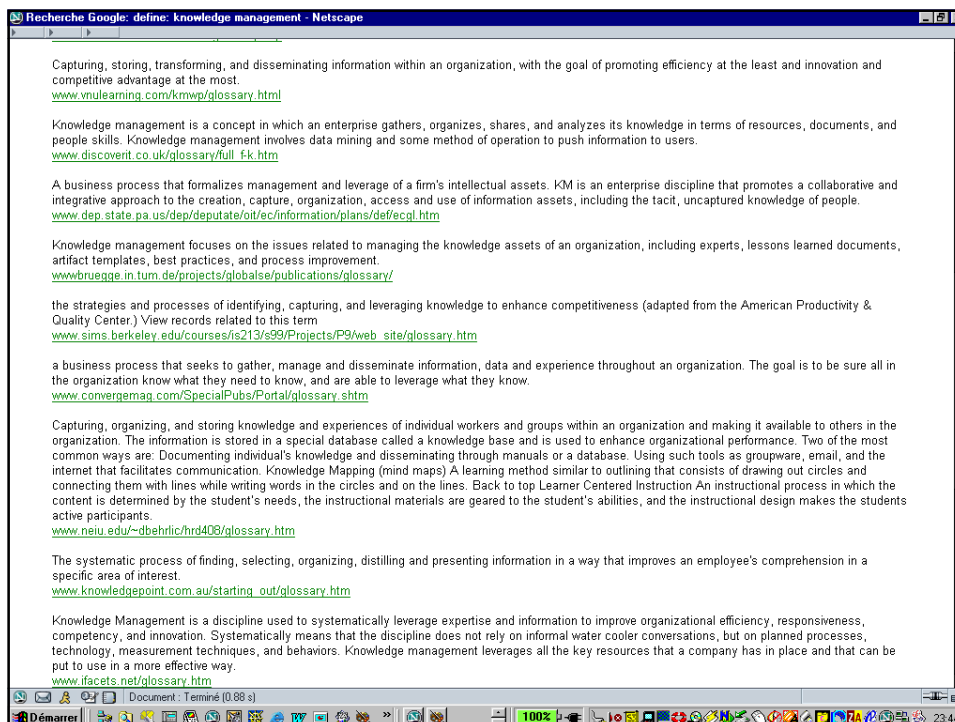 Recherche Google: define: knowledge management - Netscape
Capturing, storing, transforming, and disseminating information within an organization, with the goal of promoting efficiency at the least and innovation and
competitive advantage at the most.
www.vnulearning.com/kmwp/glossary.html
Knowledge management is a concept in which an enterprise gathers, organizes, shares, and analyzes its knowledge in terms of resources, documents, and
people skills. Knowledge management involves data mining and some method of operation to push information to users.
www.discoverit.co.uk/glossary/full_f-k.htm
A business process that formalizes management and leverage of a firm's intellectual assets. KM is an enterprise discipline that promotes a collaborative and
integrative approach to the creation, capture, organization, access and use of information assets, including the tacit, uncaptured knowledge of people.
www.dep.state.pa.us/dep/deputate/oit/ec/information/plans/def/ecgl.htm
Knowledge management focuses on the issues related to managing the knowledge assets of an organization, including experts, lessons learned documents,
artifact templates, best practices, and process improvement.
wwwbruegge.in.tum.de/projects/globalse/publications/glossary/
the strategies and processes of identifying, capturing, and leveraging knowledge to enhance competitiveness (adapted from the American Productivity &
Quality Center.) View records related to this term
www.sims.berkeley.edu/courses/is213/s99/Projects/P9/web_site/glossary.htm
a business process that seeks to gather, manage and disseminate information, data and experience throughout an organization. The goal is to be sure all in
the organization know what they need to know, and are able to leverage what they know.
www.convergemag.com/SpecialPubs/Portal/glossary.shtm
Capturing, organizing, and storing knowledge and experiences of individual workers and groups within an organization and making it available to others in the
organization. The information is stored in a special database called a knowledge base and is used to enhance organizational performance. Two of the most
common ways are: Documenting individual's knowledge and disseminating through manuals or a database. Using such tools as groupware, email, and the
internet that facilitates communication. Knowledge Mapping (mind maps) A learning method similar to outlining that consists of drawing out circles and
connecting them with lines while writing words in the circles and on the lines. Back to top Learner Centered Instruction An instructional process in which the
content is determined by the student's needs, the instructional materials are geared to the student's abilities, and the instructional design makes the students
active participants.
www.neiu.edu/~dbehrlic/hrd408/glossary.htm
The systematic process of finding, selecting, organizing, distilling and presenting information in a way that improves an employee's comprehension in a
specific area of interest.
www.knowledgepoint.com.au/starting_out/glossary.htm
Knowledge Management is a discipline used to systematically leverage expertise and information to improve organizational efficiency, responsiveness,
competency, and innovation. Systematically means that the discipline does not rely on informal water cooler conversations, but on planned processes,
technology, measurement techniques, and behaviors. Knowledge management leverages all the key resources that a company has in place and that can be
put to use in a more effective way.
www.ifacets.net/glossary.htm
Document : Terminé (0.88 s)
Démarrer » 100% 23:4